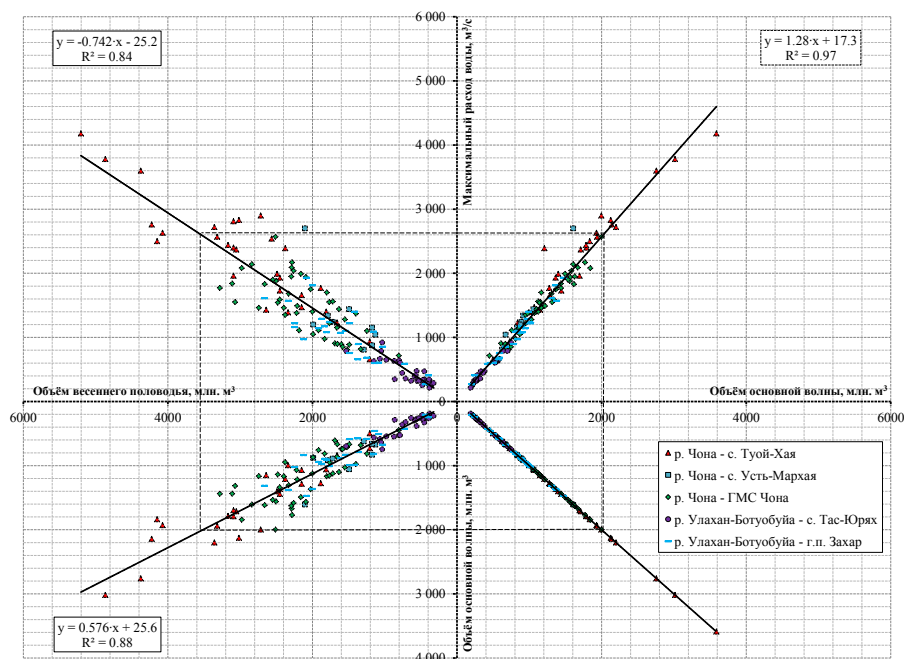 6 000
y = -0.742·x - 25.2
R² = 0.84
y = 1.28·x + 17.3
R² = 0.97
Максимальный расход воды, м³/с
5 000
4 000
3 000
2 000
1 000
Объём весеннего половодья, млн. м³
0
Объём основной волны, млн. м³
6000
4000
2000
0
2000
4000
6000
р. Чона - с. Туой-Хая
р. Чона - с. Усть-Мархая
р. Чона - ГМС Чона
р. Улахан-Ботуобуйа - с. Тас-Юрях
р. Улахан-Ботуобуйа - г.п. Захар
1 000
2 000
3 000
4 000
Объём основной волны, млн. м³
y = 0.576·x + 25.6
R² = 0.88